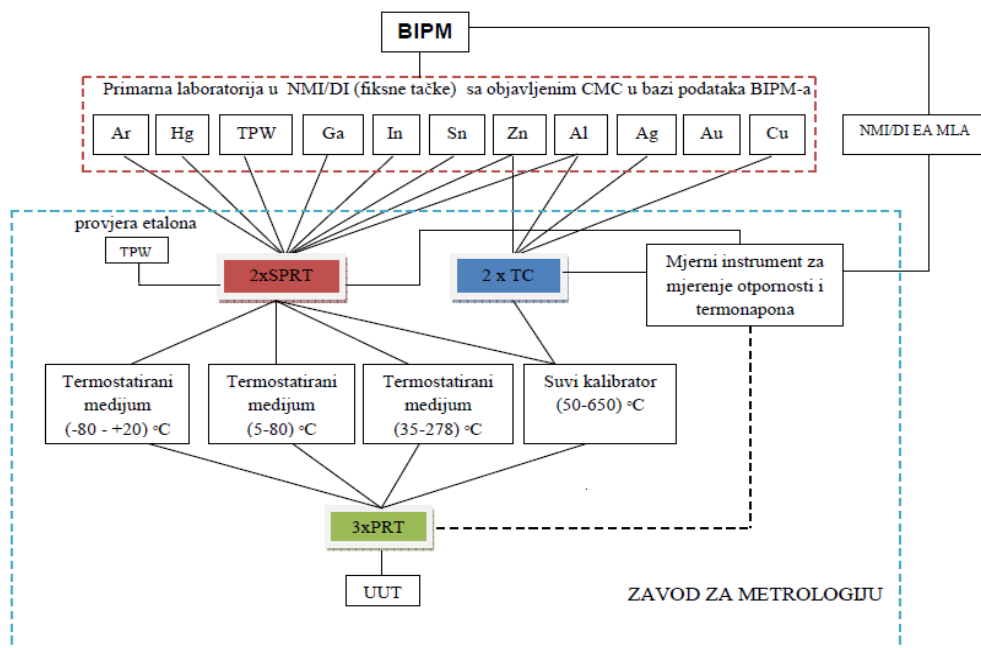 BIPM
Primarna laboratorija u NMI/DI (fiksne tačke) sa objavljenim CMC u bazi podataka BIPM-a
Ar
Hg
TPW
Ga
In
Sn
Zn
Al
Ag
Au
Cu
NMI/DI EA MLA
provjera etalona
TPW
2xSPRT
2 x TC
Mjerni instrument za
mjerenje otpornosti i
termonapona
Termostatirani
medijum
(-80 - +20) °C
Termostatirani
medijum
(5-80) °C
Termostatirani
medijum
(35-278) °C
Suvi kalibrator
(50-650) °C
3xPRT
UUT
ZAVOD ZA METROLOGIJU